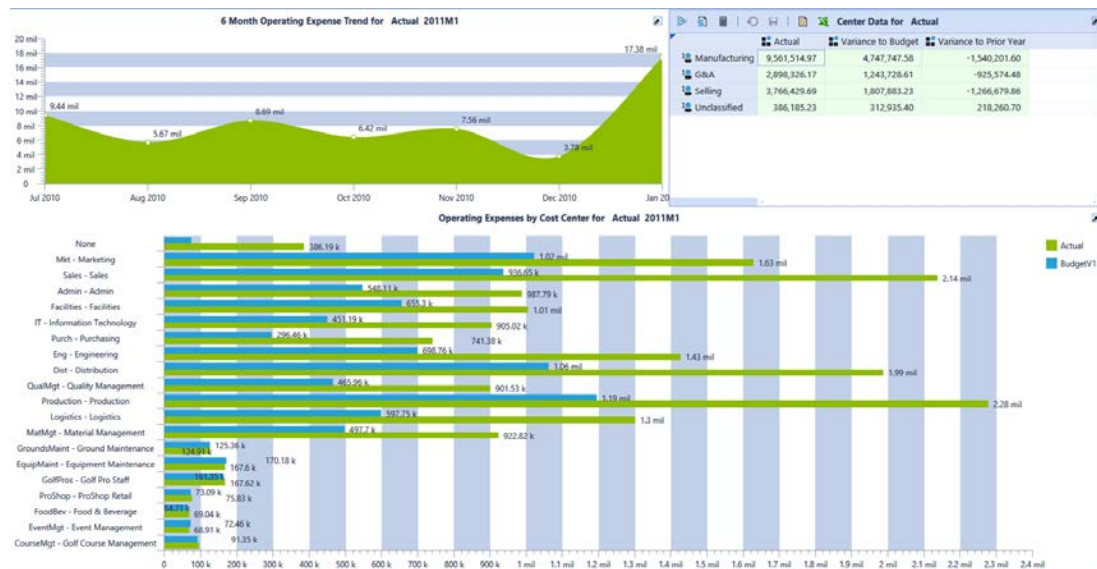 6 Month Operating Expense Trend for Actual 2011M1
20 mil
18 mil
16 mil
14 mil
12 mil
10 mil
8 mil
6 mil
4 mil
2 mil
0
9.44 mil
5.67 mil
8.69 mil
6.42 mil
7.56 mil
3.78 mil
17.38 mil
Jul 2010 Aug 2010 Sep 2010 Oct 2010 Nov 2010 Dec 2010 Jan 20
Center Data for Actual
Actual Variance to Budget Variance to Prior Year
Manufacturing 9,561,514.97 4,747,747.58 -1,540,201.60
G&A 2,898,326.17 1,243,728.61 -925,574.48
Selling 3,766,429.69 1,807,883.23 -1,266,679.86
Unclassified 386,185.23 312,935.40 218,260.70
Operating Expenses by Cost Center for Actual 2011M1
Actual
BudgetV1
None 386.19 k
Mkt - Marketing 1.02 mil 1.63 mil
Sales - Sales 936.65 k 2.14 mil
Admin - Admin 548.11 k 987.79 k
Facilities - Facilities 655.3 k 1.01 mil
IT - Information Technology 451.19 k 905.02 k
Purch - Purchasing 296.46 k 741.38 k
Eng - Engineering 698.76 k 1.43 mil
Dist - Distribution 1.06 mil 1.99 mil
QualMgt - Quality Management 465.96 k 901.53 k
Production - Production 1.19 mil 2.28 mil
Logistics - Logistics 597.75 k 1.3 mil
MatMgt - Material Management 497.7 k 922.82 k
GroundsMaint - Ground Maintenance 125.36 k 124.91 k
EquipMaint - Equipment Maintenance 170.18 k 167.6 k
GolfPros - Golf Pro Staff 161.35 k 167.62 k
ProShop - ProShop Retail 73.09 k 75.83 k
FoodBev - Food & Beverage 64.71 k 69.04 k
EventMgt - Event Management 72.46 k 68.91 k
CourseMgt - Golf Course Management 91.35 k
0 100 k 200 k 300 k 400 k 500 k 600 k 700 k 800 k 900 k 1 mil 1.1 mil 1.2 mil 1.3 mil 1.4 mil 1.5 mil 1.6 mil 1.7 mil 1.8 mil 1.9 mil 2 mil 2.1 mil 2.2 mil 2.3 mil 2.4 mil